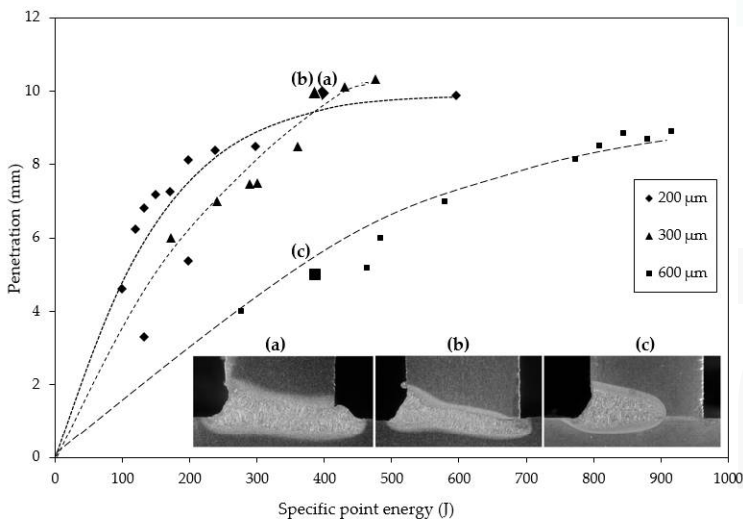 12
10
8
6
4
2
0
Penetration (mm)
(b) (a)
(c)
200 µm
300 µm
600 µm
(a)
(b)
(c)
0
100
200
300
400
500
600
700
800
900
1000
Specific point energy (J)